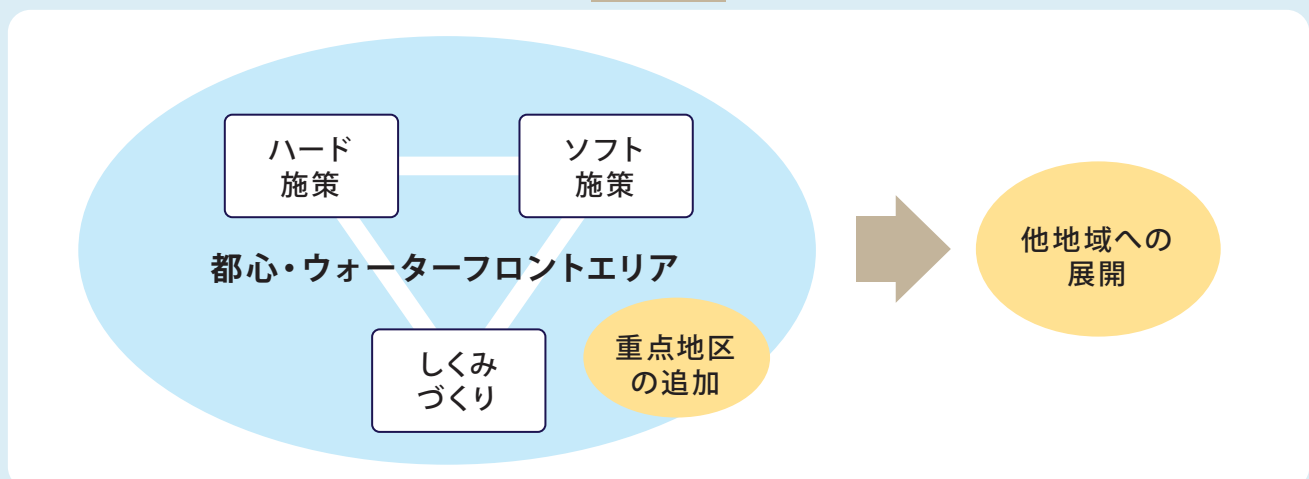 ハード
施策
ソフト
施策
都心・ウォーターフロントエリア
しくみ
づくり
重点地区
の追加
他地域への
展開